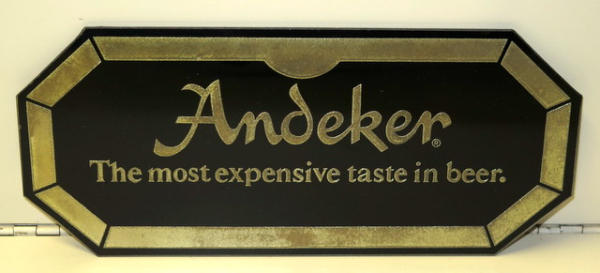 Andeker®
The most expensive taste in beer.